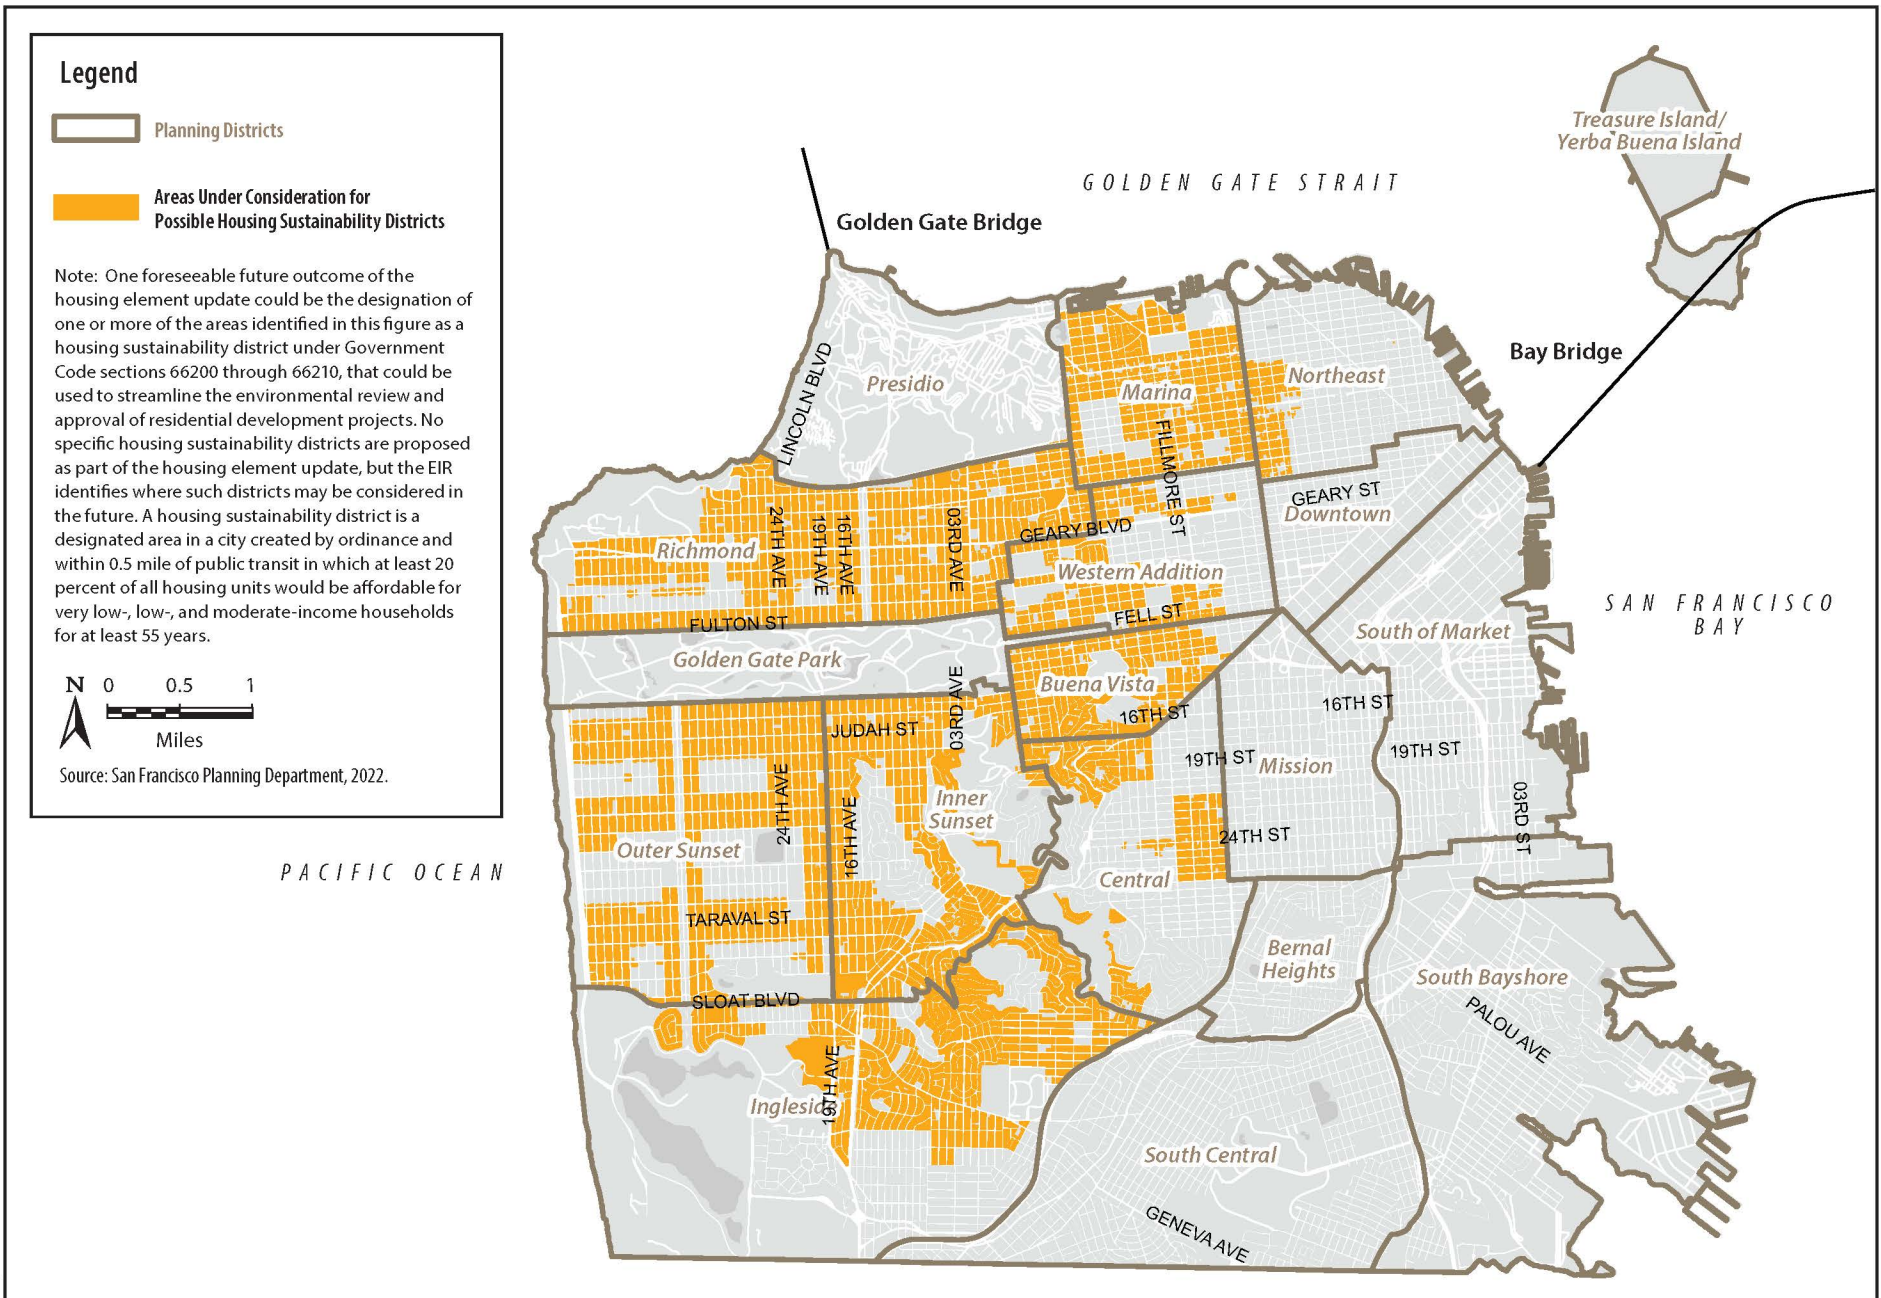 Legend
Planning Districts
Areas Under Consideration for
Possible Housing Sustainability Districts
Note: One foreseeable future outcome of the
housing element update could be the designation of
one or more of the areas identified in this figure as a
housing sustainability district under Government
Code sections 66200 through 66210, that could be
used to streamline the environmental review and
approval of residential development projects. No
specific housing sustainability districts are proposed
as part of the housing element update, but the EIR
identifies where such districts may be considered in
the future. A housing sustainability district is a
designated area in a city created by ordinance and
within 0.5 mile of public transit in which at least 20
percent of all housing units would be affordable for
very low-, low-, and moderate-income households
for at least 55 years.
N 0 0.5 1
Miles
Source: San Francisco Planning Department, 2022.
Treasure Island/
Yerba Buena Island
GOLDEN GATE STRAIT
Golden Gate Bridge
Bay Bridge
LINCOLN BLVD
Presidio
Marina
Northeast
FILLMORE ST
GEARY ST
Downtown
24TH AVE
19TH AVE
16TH AVE
03RD AVE
GEARY BLVD
Richmond
Western Addition
FELL ST
FULTON ST
SAN FRANCISCO
BAY
South of Market
Golden Gate Park
Buena Vista
03RD AVE
16TH ST
16TH ST
JUDAH ST
19TH ST
Mission
19TH ST
24TH AVE
16TH AVE
Inner
Sunset
03RD ST
24TH ST
Outer Sunset
PACIFIC OCEAN
Central
TARAVAL ST
Bernal
Heights
South Bayshore
SLOAT BLVD
PALOU AVE
19TH AVE
Ingleside
South Central
GENEVA AVE